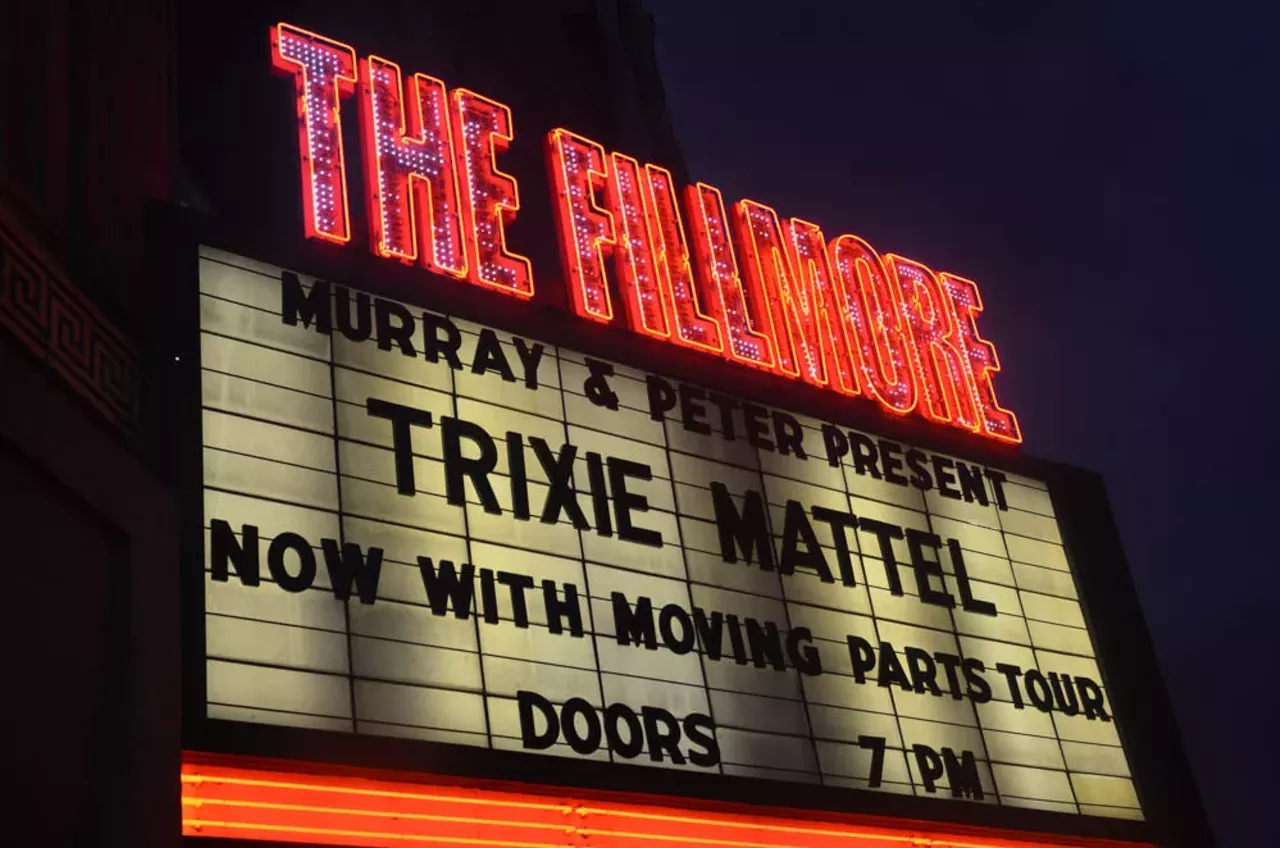 THE FILLMORE
MURRAY & PETER PRESENT
TRIXIE MATTEL
NOW WITH MOVING PARTS TOUR
DOORS 7 PM